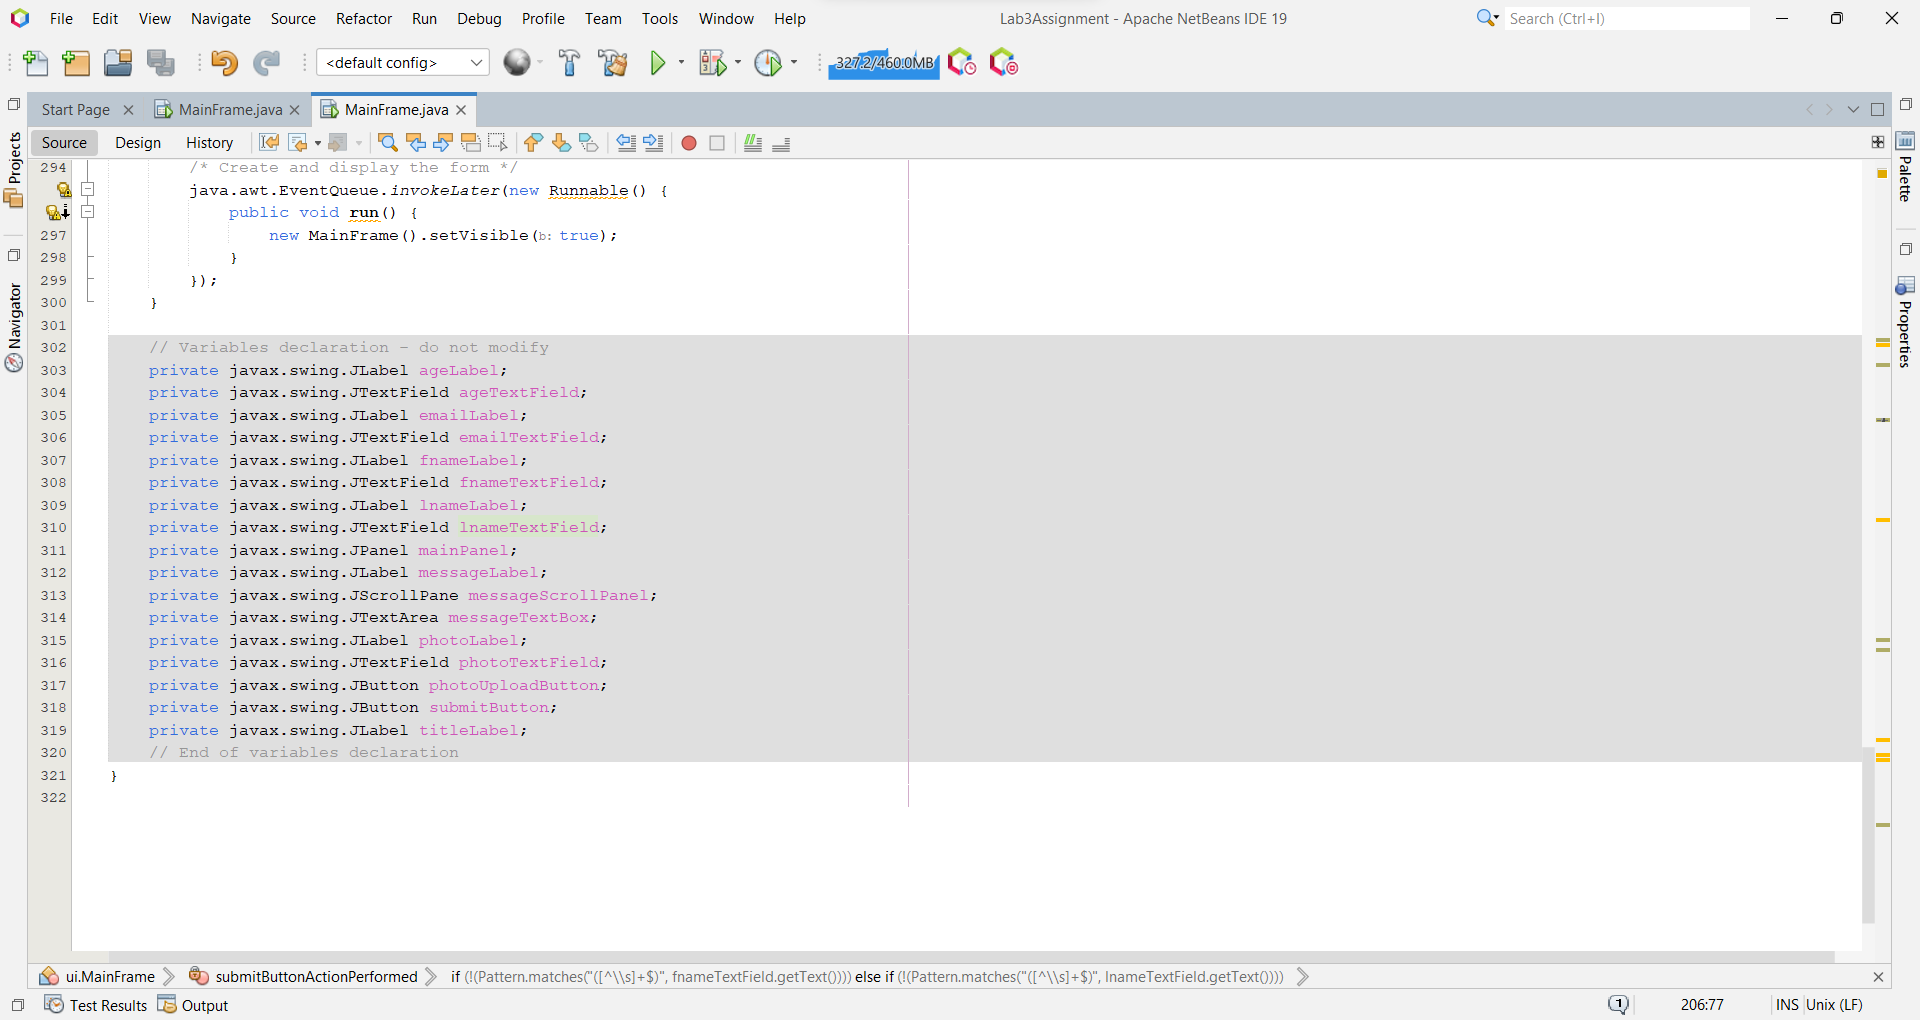 File Edit View Navigate Source Refactor Run Debug Profile Team Tools Window Help
Lab3Assignment - Apache NetBeans IDE 19
Search (Ctrl+I)
<default config>
327.2/460.0MB
Start Page
MainFrame.java
MainFrame.java
Source Design History
Projects
Navigator
Palette
Properties
294 /* Create and display the form */
java.awt.EventQueue.invokeLater(new Runnable() {
public void run() {
297 new MainFrame().setVisible(b: true);
298 }
299 });
300 }
301
302 // Variables declaration - do not modify
303 private javax.swing.JLabel ageLabel;
304 private javax.swing.JTextField ageTextField;
305 private javax.swing.JLabel emailLabel;
306 private javax.swing.JTextField emailTextField;
307 private javax.swing.JLabel fnameLabel;
308 private javax.swing.JTextField fnameTextField;
309 private javax.swing.JLabel lnameLabel;
310 private javax.swing.JTextField lnameTextField;
311 private javax.swing.JPanel mainPanel;
312 private javax.swing.JLabel messageLabel;
313 private javax.swing.JScrollPane messageScrollPanel;
314 private javax.swing.JTextArea messageTextBox;
315 private javax.swing.JLabel photoLabel;
316 private javax.swing.JTextField photoTextField;
317 private javax.swing.JButton photoUploadButton;
318 private javax.swing.JButton submitButton;
319 private javax.swing.JLabel titleLabel;
320 // End of variables declaration
321 }
322
ui.MainFrame submitButtonActionPerformed if (!(Pattern.matches("([^\\s]+$)", fnameTextField.getText()))) else if (!(Pattern.matches("([^\\s]+$)", lnameTextField.getText())))
Test Results Output
1 206:77 INS Unix (LF)